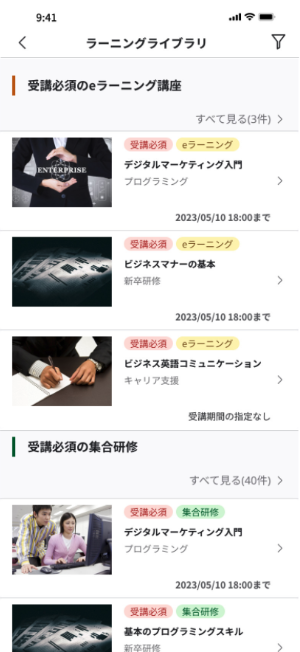 9:41
ラーニングライブラリ
受講必須のeラーニング講座
すべて見る(3件)
ENTERPRISE
受講必須 eラーニング
デジタルマーケティング入門
プログラミング
2023/05/10 18:00まで
受講必須 eラーニング
ビジネスマナーの基本
新卒研修
2023/05/10 18:00まで
受講必須 eラーニング
ビジネス英語コミュニケーション
キャリア支援
受講期間の指定なし
受講必須の集合研修
すべて見る(40件)
受講必須 集合研修
デジタルマーケティング入門
プログラミング
2023/05/10 18:00まで
受講必須 集合研修
基本のプログラミングスキル
新卒研修